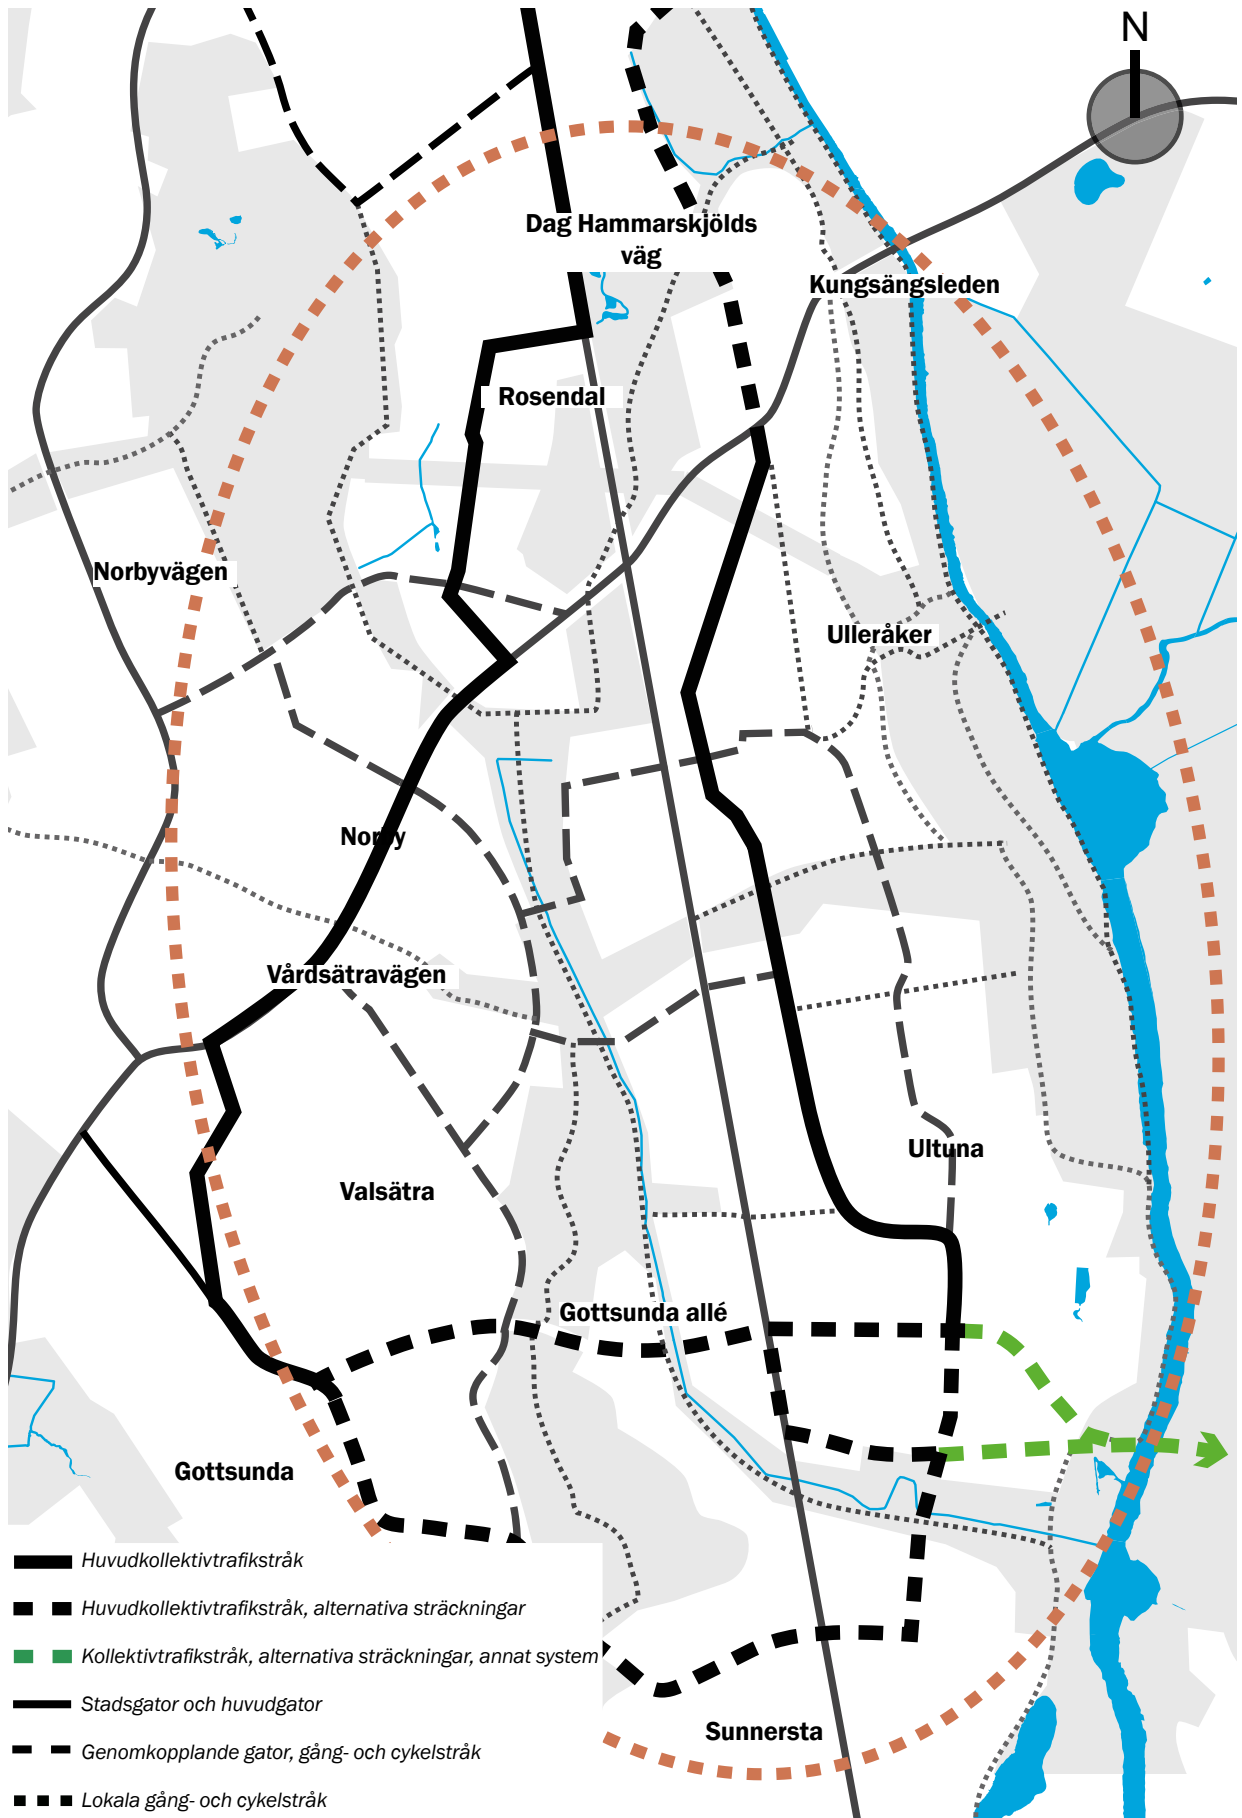 N
Dag Hammarskjölds
väg
Kungsängsleden
Rosendal
Norbyvägen
Ulleråker
Norby
Vårdsätravägen
Ultuna
Valsätra
Gottsunda allé
Gottsunda
Huvudkollektivtrafikstråk
Huvudkollektivtrafikstråk, alternativa sträckningar
Kollektivtrafikstråk, alternativa sträckningar, annat system
Stadsgator och huvudgator
Sunnersta
Genomkopplande gator, gång- och cykelstråk
Lokala gång- och cykelstråk